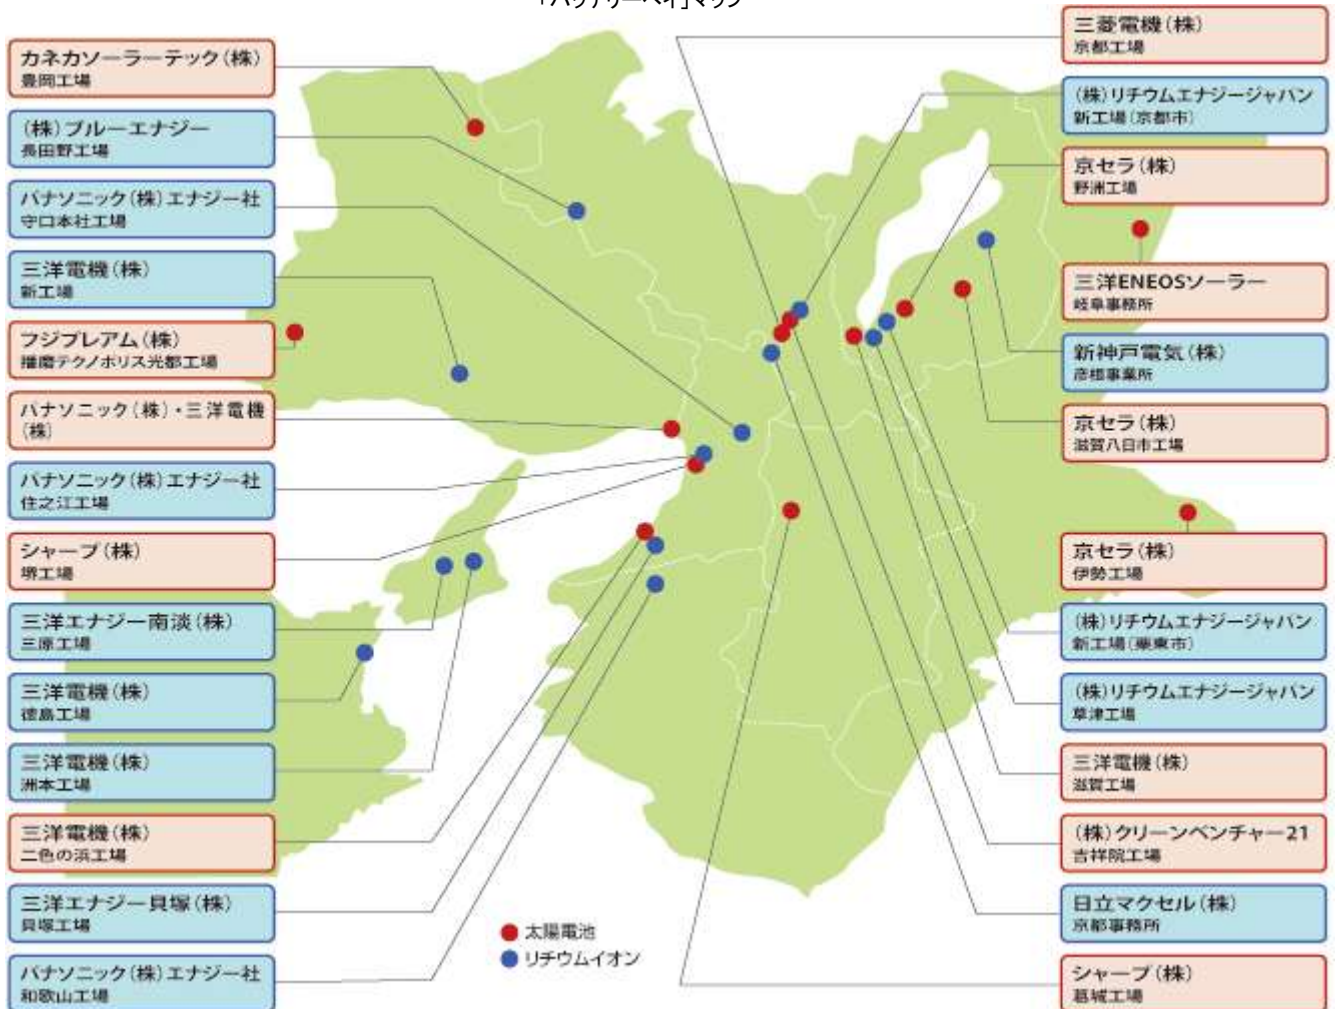 「バッテリーベイ」マップ
カネカソーラーテック(株)
豊岡工場
(株)ブルーエナジー
長田野工場
パナソニック(株)エナジー社
守口本社工場
三洋電機(株)
新工場
フジプレアム(株)
播磨テクノポリス光都工場
パナソニック(株)・三洋電機
(株)
パナソニック(株)エナジー社
住之江工場
シャープ(株)
堺工場
三洋エナジー南淡(株)
三原工場
三洋電機(株)
徳島工場
三洋電機(株)
洲本工場
三洋電機(株)
二色の浜工場
三洋エナジー貝塚(株)
貝塚工場
パナソニック(株)エナジー社
和歌山工場
太陽電池
リチウムイオン
三菱電機(株)
京都工場
(株)リチウムエナジージャパン
新工場(京都市)
京セラ(株)
野洲工場
三洋ENEOSソーラー
岐阜事務所
新神戸電気(株)
彦根事業所
京セラ(株)
滋賀八日市工場
京セラ(株)
伊勢工場
(株)リチウムエナジージャパン
新工場(栗東市)
(株)リチウムエナジージャパン
草津工場
三洋電機(株)
滋賀工場
(株)クリーンベンチャー21
吉祥院工場
日立マクセル(株)
京都事務所
シャープ(株)
葛城工場